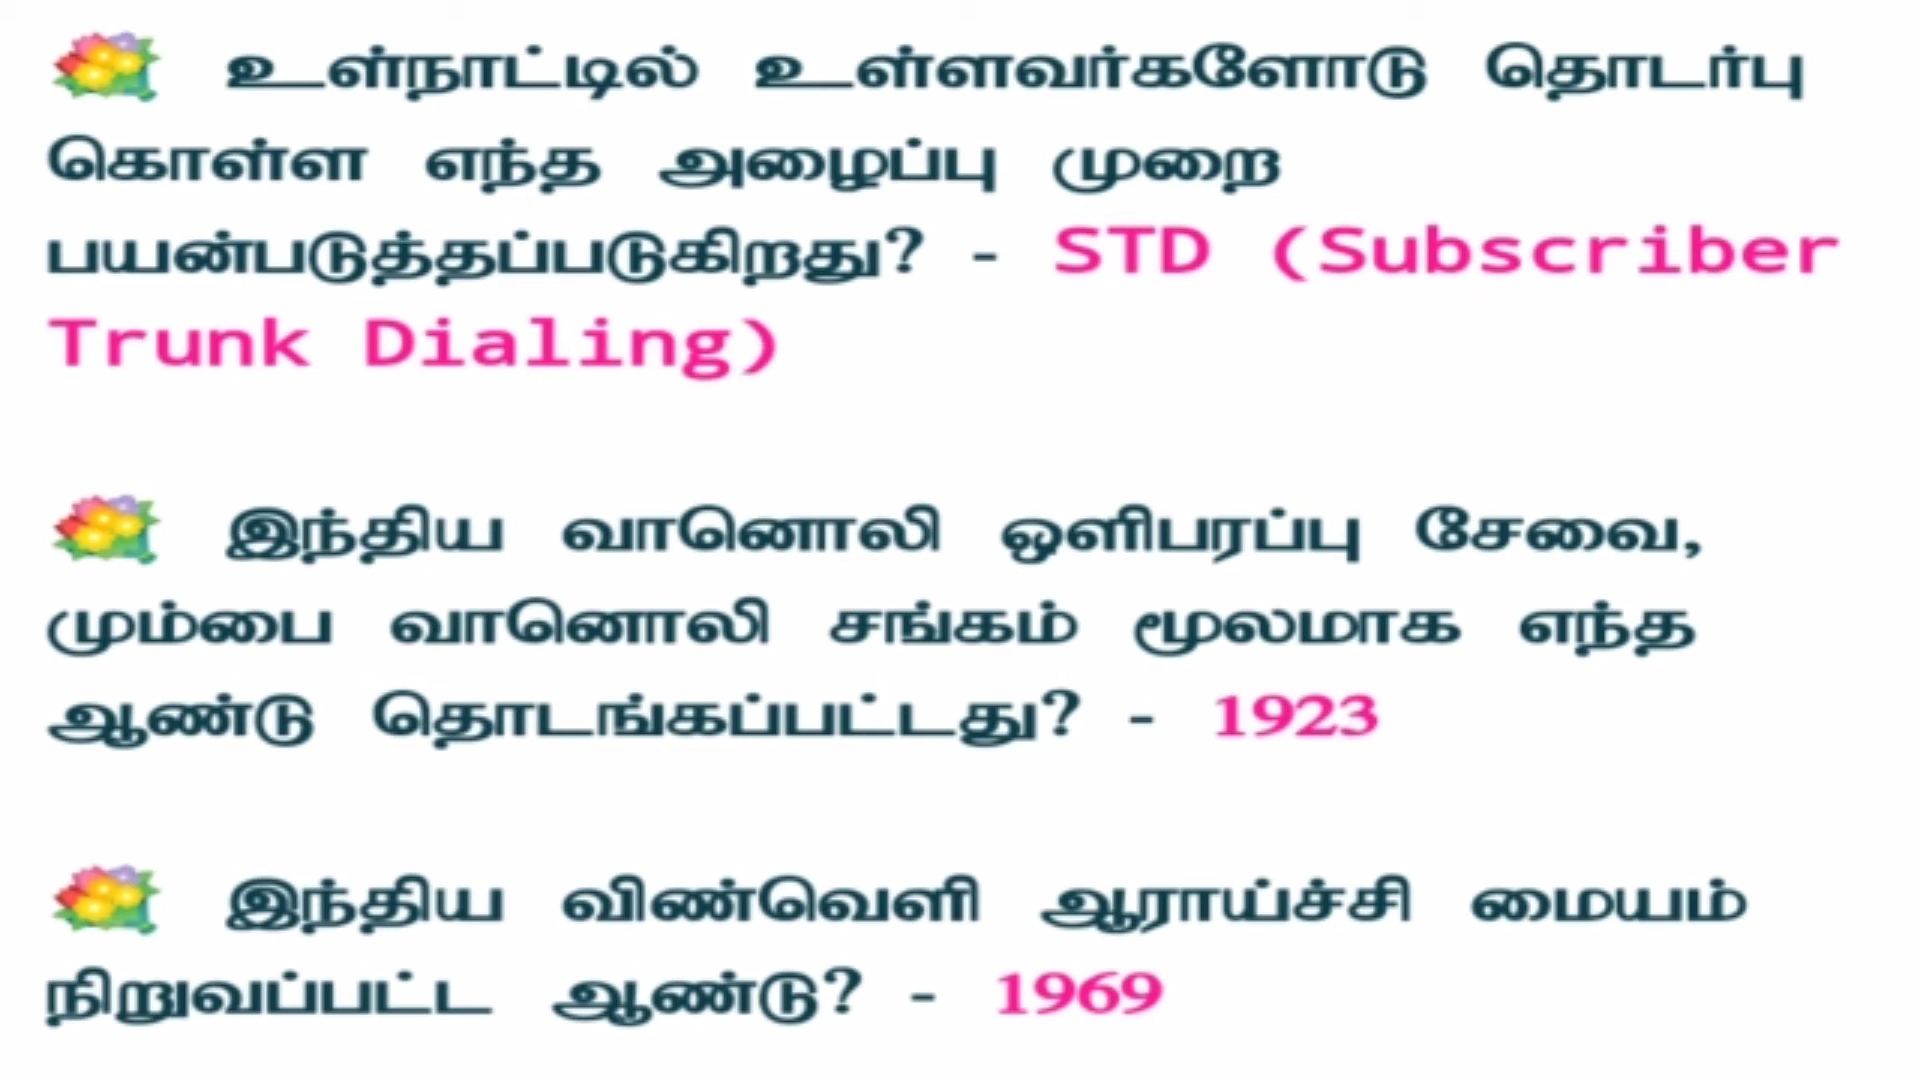 உள்நாட்டில் உள்ளவர்களோடு தொடர்பு
கொள்ள எந்த அழைப்பு முறை
பயன்படுத்தப்படுகிறது? - STD (Subscriber
Trunk Dialing)
இந்திய வானொலி ஒளிபரப்பு சேவை,
மும்பை வானொலி சங்கம் மூலமாக எந்த
ஆண்டு தொடங்கப்பட்டது? - 1923
இந்திய விண்வெளி ஆராய்ச்சி மையம்
நிறுவப்பட்ட ஆண்டு? - 1969